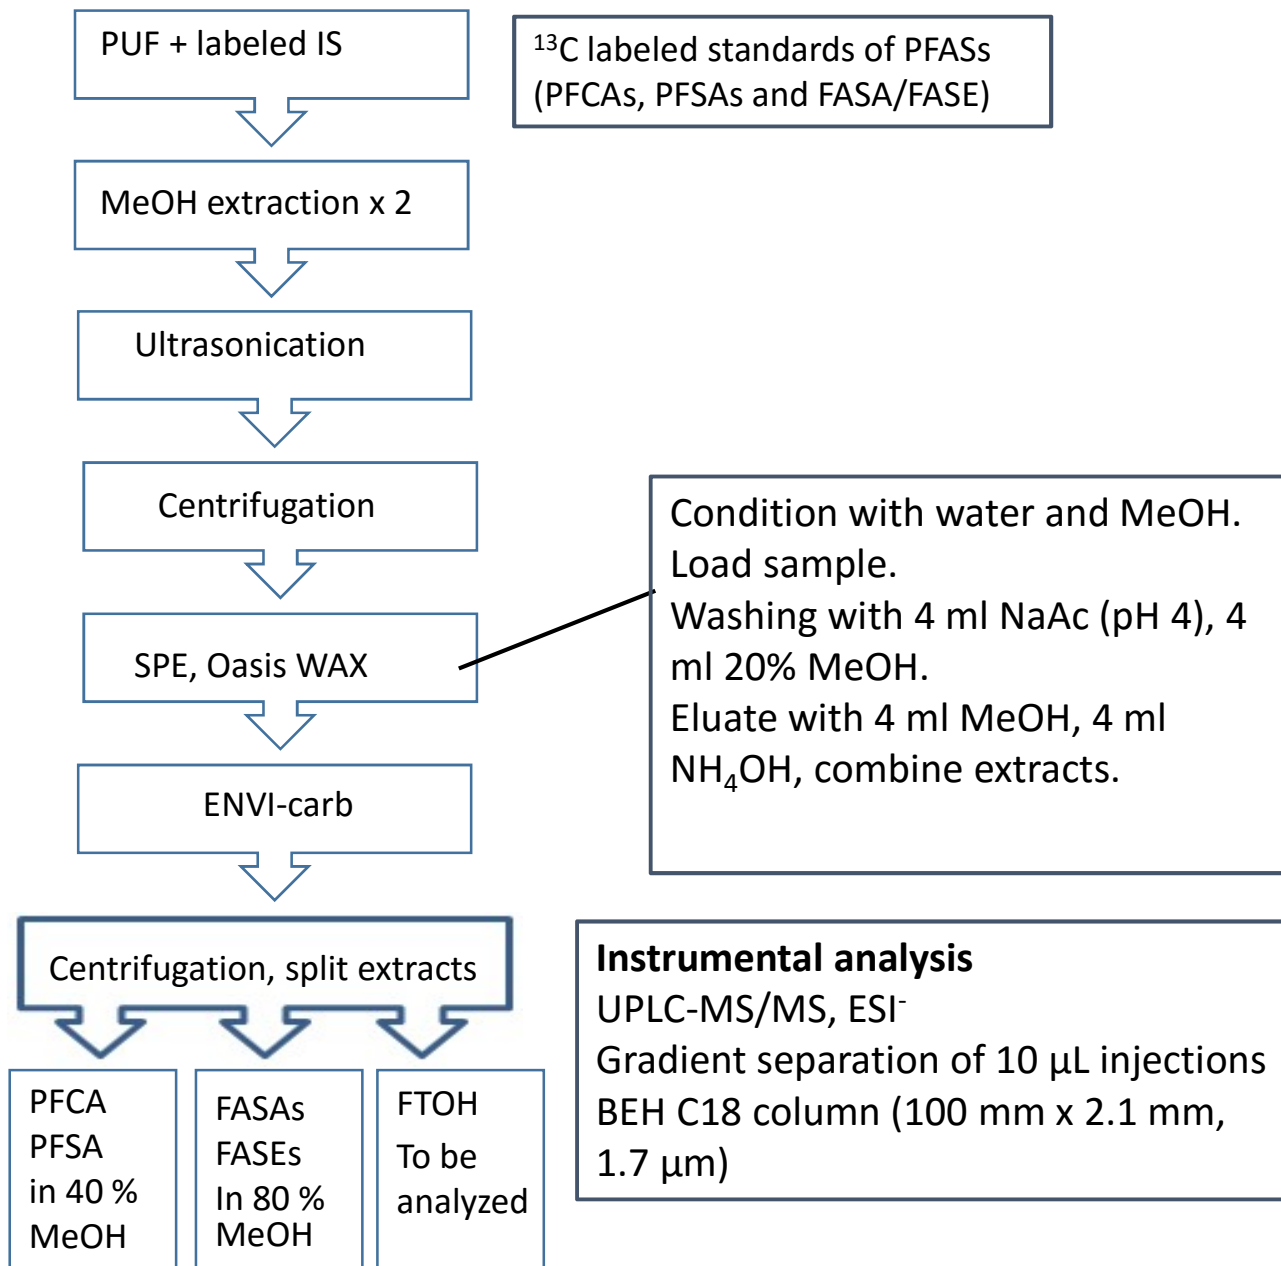 PUF + labeled IS
¹³C labeled standards of PFASs
(PFCAs, PFSAs and FASA/FASE)
MeOH extraction x 2
Ultrasonication
Centrifugation
SPE, Oasis WAX
Condition with water and MeOH.
Load sample.
Washing with 4 ml NaAc (pH 4), 4
ml 20% MeOH.
Eluate with 4 ml MeOH, 4 ml
NH₄OH, combine extracts.
ENVI-carb
Centrifugation, split extracts
PFCA
PFSA
in 40 %
MeOH
FASAs
FASEs
In 80 %
MeOH
FTOH
To be
analyzed
Instrumental analysis
UPLC-MS/MS, ESI⁻
Gradient separation of 10 µL injections
BEH C18 column (100 mm x 2.1 mm,
1.7 µm)